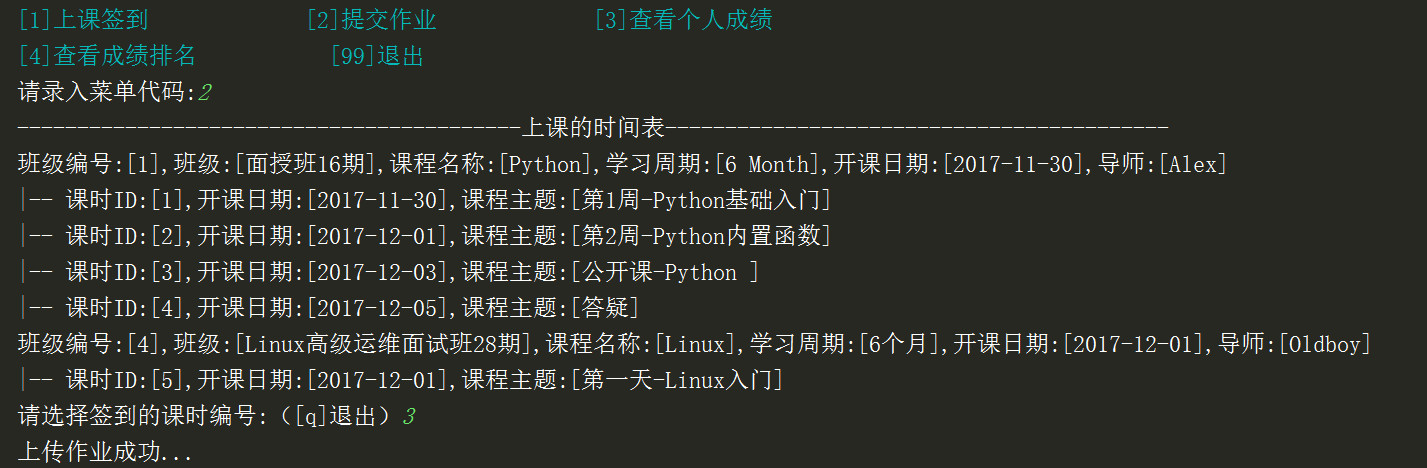 [1]上课签到 [2]提交作业 [3]查看个人成绩
[4]查看成绩排名 [99]退出
请录入菜单代码:2
------------------------------------------上课的时间表------------------------------------------
班级编号:[1],班级:[面授班16期],课程名称:[Python],学习周期:[6 Month],开课日期:[2017-11-30],导师:[Alex]
|-- 课时ID:[1],开课日期:[2017-11-30],课程主题:[第1周-Python基础入门]
|-- 课时ID:[2],开课日期:[2017-12-01],课程主题:[第2周-Python内置函数]
|-- 课时ID:[3],开课日期:[2017-12-03],课程主题:[公开课-Python ]
|-- 课时ID:[4],开课日期:[2017-12-05],课程主题:[答疑]
班级编号:[4],班级:[Linux高级运维面试班28期],课程名称:[Linux],学习周期:[6个月],开课日期:[2017-12-01],导师:[Oldboy]
|-- 课时ID:[5],开课日期:[2017-12-01],课程主题:[第一天-Linux入门]
请选择签到的课时编号:（[q]退出）3
上传作业成功...